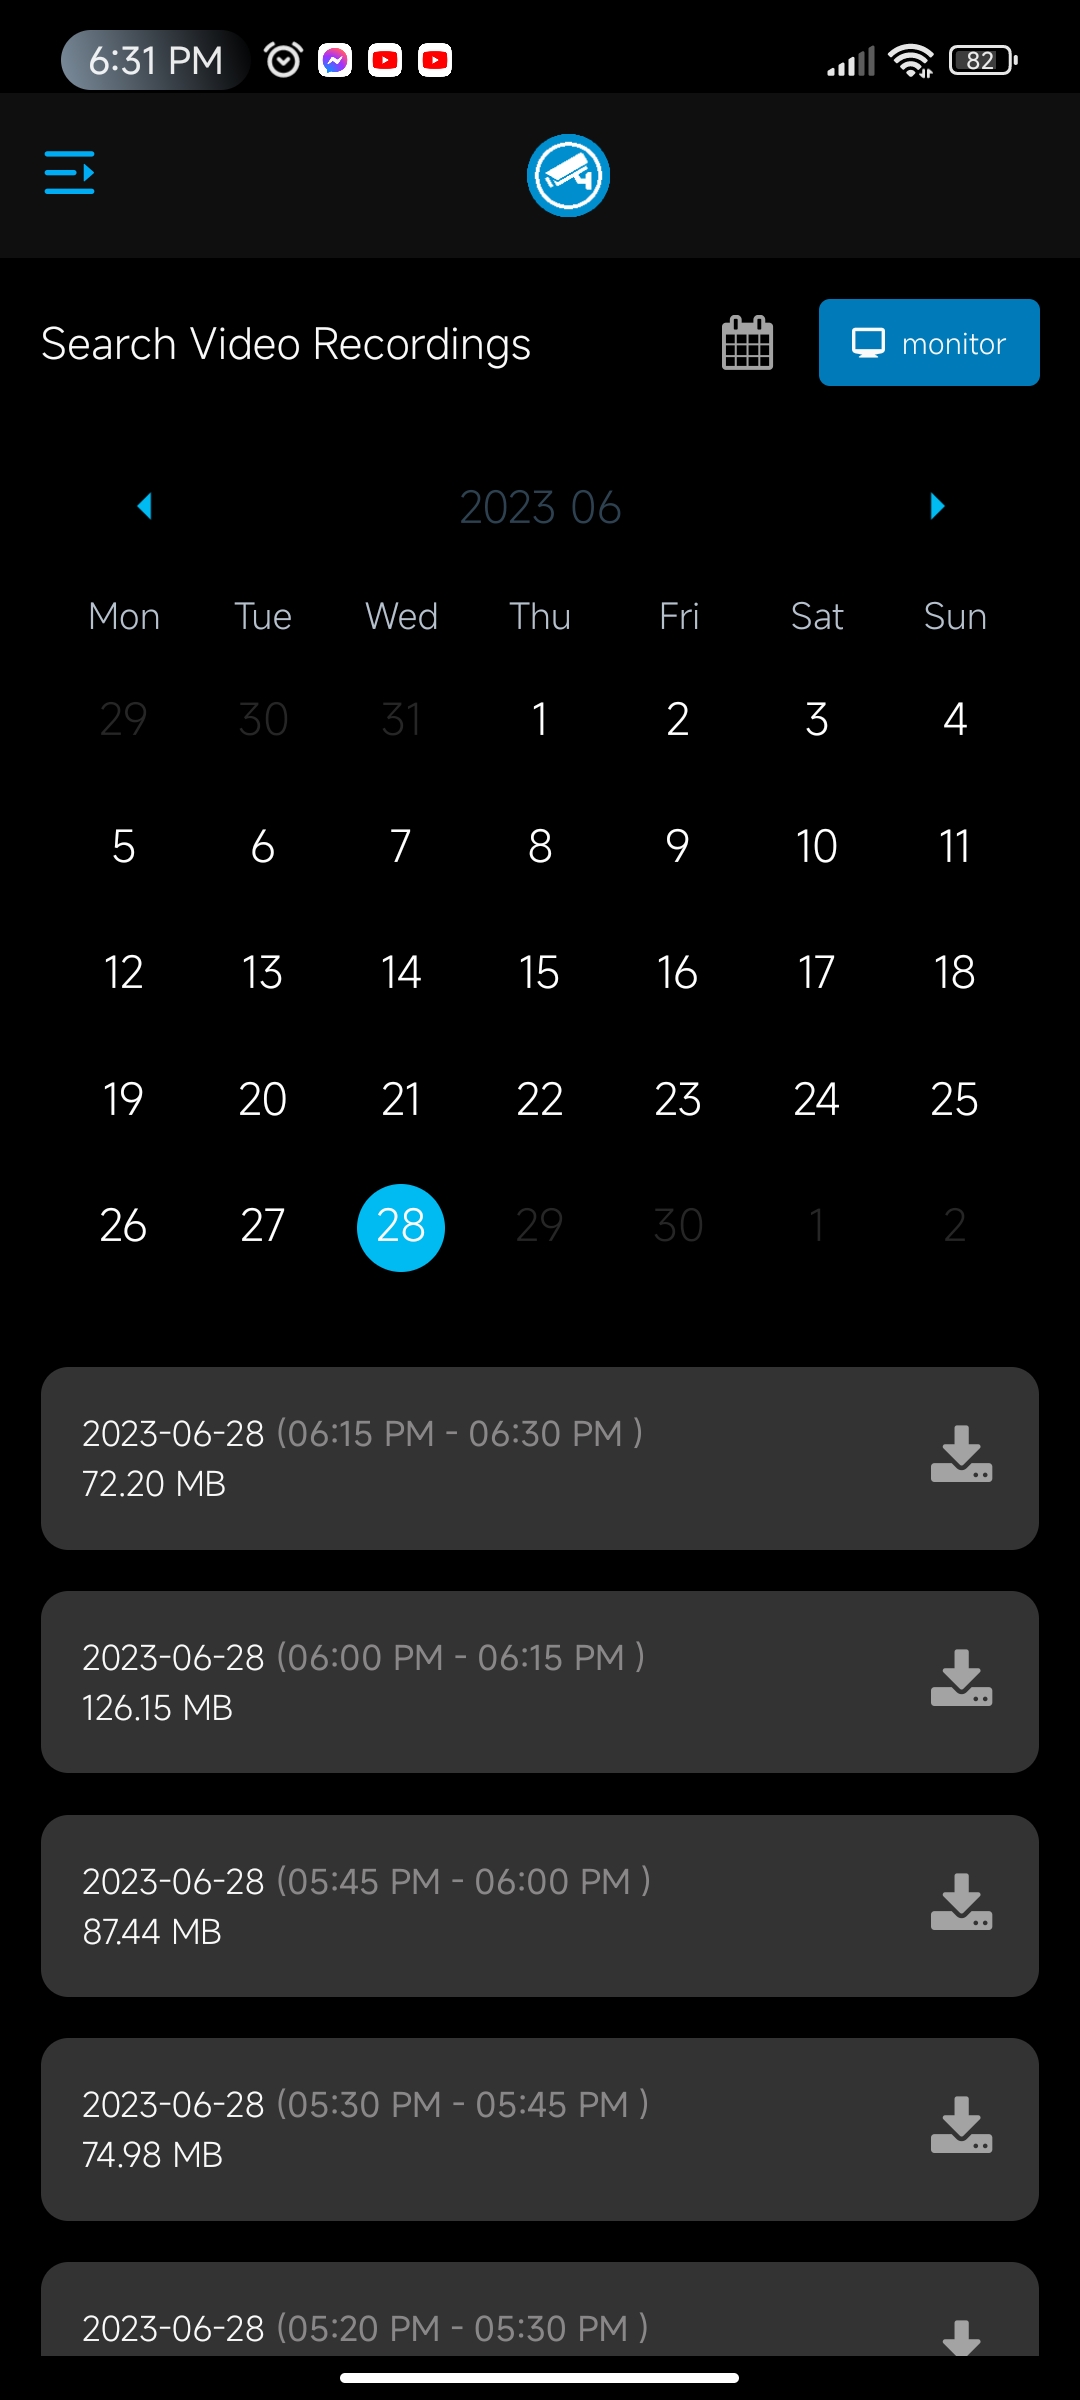 6:31 PM 82
Search Video Recordings monitor
2023 06
Mon Tue Wed Thu Fri Sat Sun
29 30 31 1 2 3 4
5 6 7 8 9 10 11
12 13 14 15 16 17 18
19 20 21 22 23 24 25
26 27 28 29 30 1 2
2023-06-28 (06:15 PM - 06:30 PM )
72.20 MB
2023-06-28 (06:00 PM - 06:15 PM )
126.15 MB
2023-06-28 (05:45 PM - 06:00 PM )
87.44 MB
2023-06-28 (05:30 PM - 05:45 PM )
74.98 MB
2023-06-28 (05:20 PM - 05:30 PM )